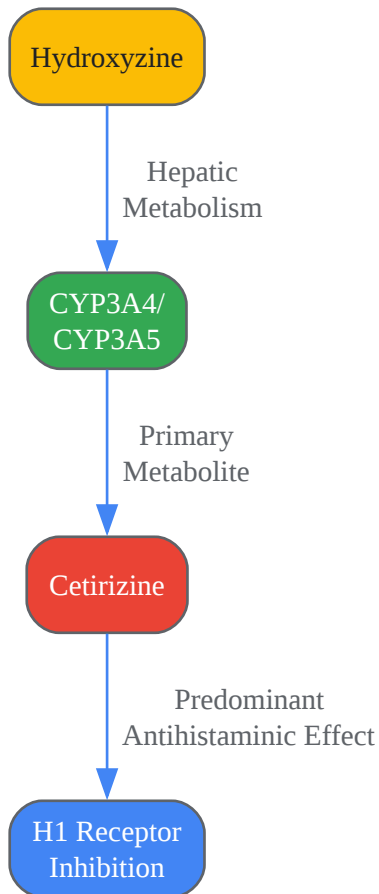 Hydroxyzine
Hepatic
Metabolism
CYP3A4/
CYP3A5
Primary
Metabolite
Cetirizine
Predominant
Antihistaminic Effect
H1 Receptor
Inhibition